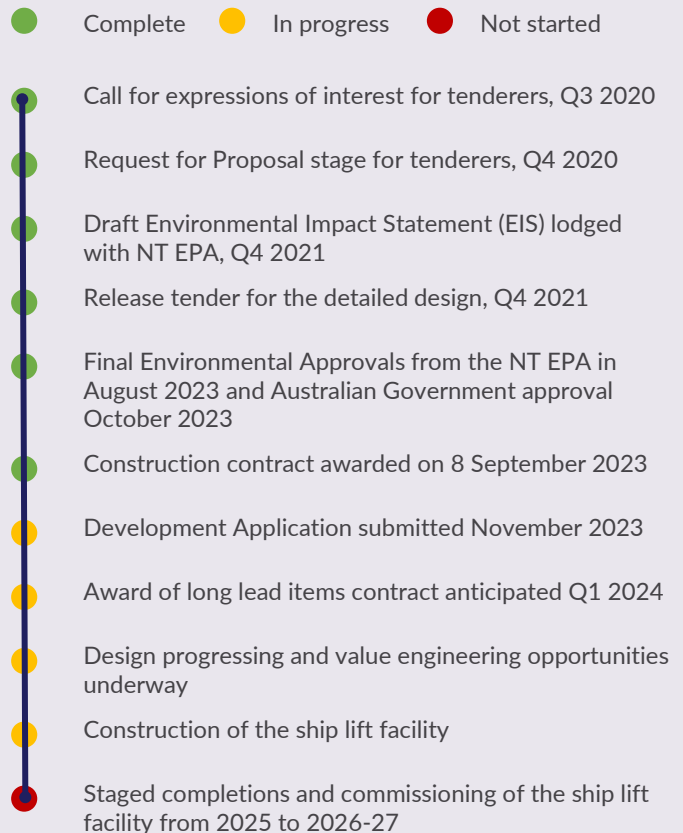 Complete In progress Not started
Call for expressions of interest for tenderers, Q3 2020
Request for Proposal stage for tenderers, Q4 2020
Draft Environmental Impact Statement (EIS) lodged
with NT EPA, Q4 2021
Release tender for the detailed design, Q4 2021
Final Environmental Approvals from the NT EPA in
August 2023 and Australian Government approval
October 2023
Construction contract awarded on 8 September 2023
Development Application submitted November 2023
Award of long lead items contract anticipated Q1 2024
Design progressing and value engineering opportunities
underway
Construction of the ship lift facility
Staged completions and commissioning of the ship lift
facility from 2025 to 2026-27